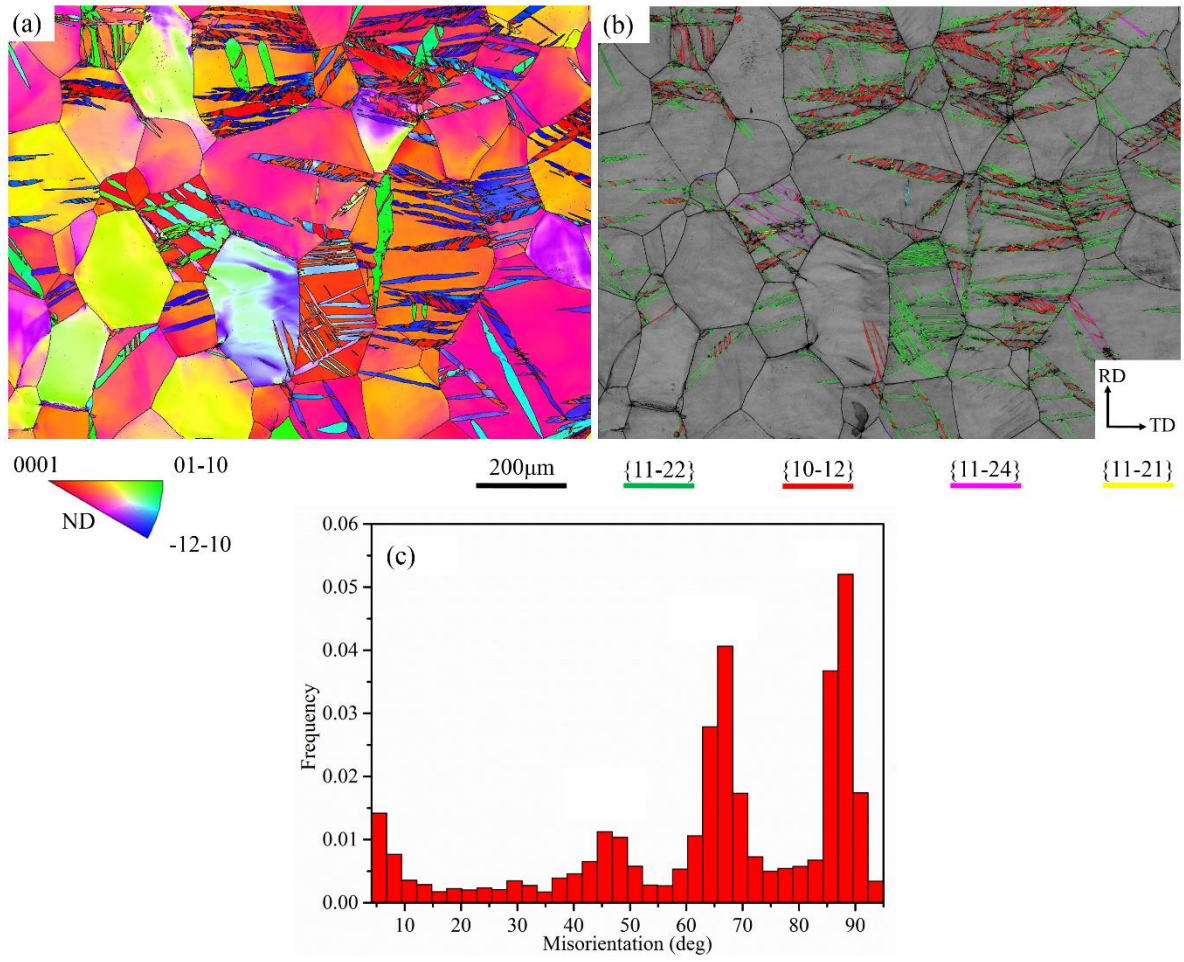 (a)
(b)
RD
TD
0001 01-10
ND
-12-10
200μm {11-22} {10-12} {11-24} {11-21}
(c)
0.06
0.05
0.04
0.03
0.02
0.01
0.00
Frequency
10 20 30 40 50 60 70 80 90
Misorientation (deg)